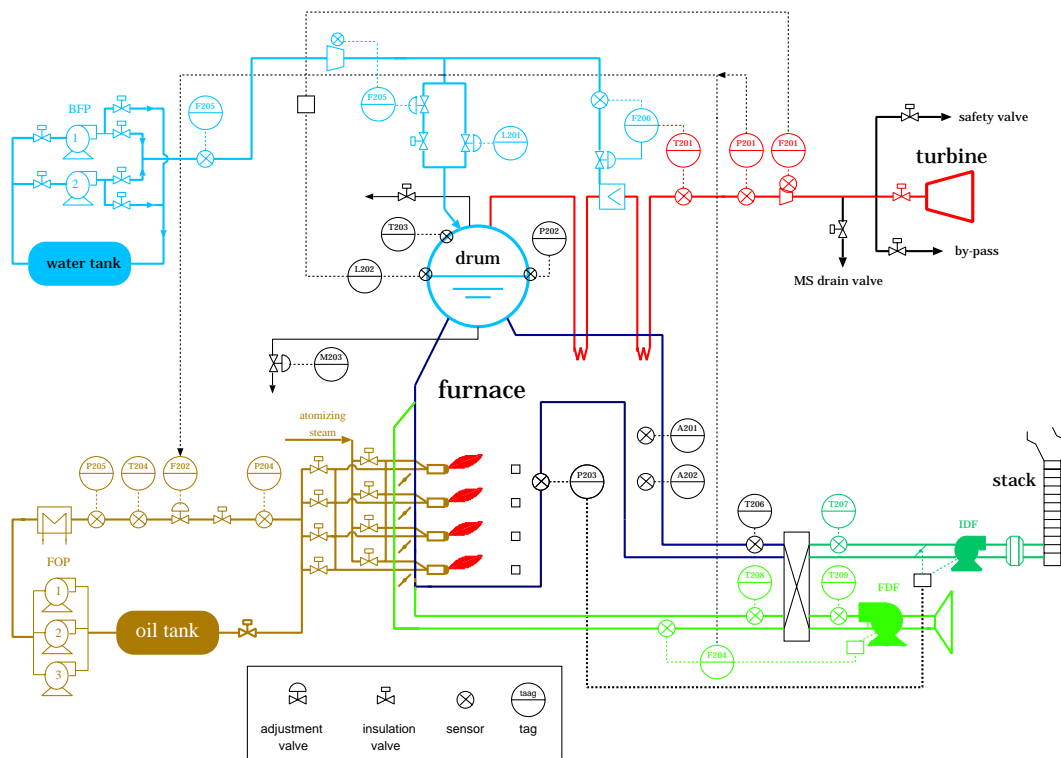 F205
BFP
F205
1
L201
F206
T201
P201
F201
safety valve
turbine
2
by-pass
MS drain valve
water tank
T203
drum
P202
L202
M203
furnace
atomizing
steam
A201
P205
T204
F202
P204
P203
A202
stack
T206
T207
IDF
FOP
T208
T209
FDF
1
oil tank
2
F204
3
taag
adjustment
valve
insulation
valve
sensor
tag